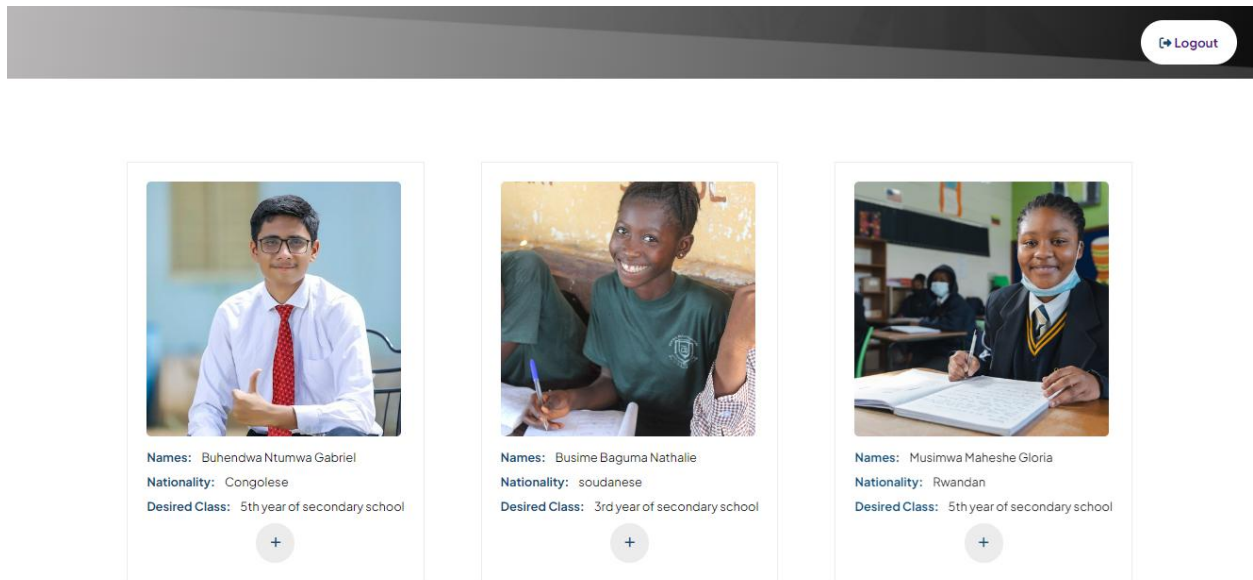 Logout
Names: Buhendwa Ntumwa Gabriel
Nationality: Congolese
Desired Class: 5th year of secondary school
+
Names: Busime Baguma Nathalie
Nationality: soudanese
Desired Class: 3rd year of secondary school
+
Names: Musimwa Maheshe Gloria
Nationality: Rwandan
Desired Class: 5th year of secondary school
+